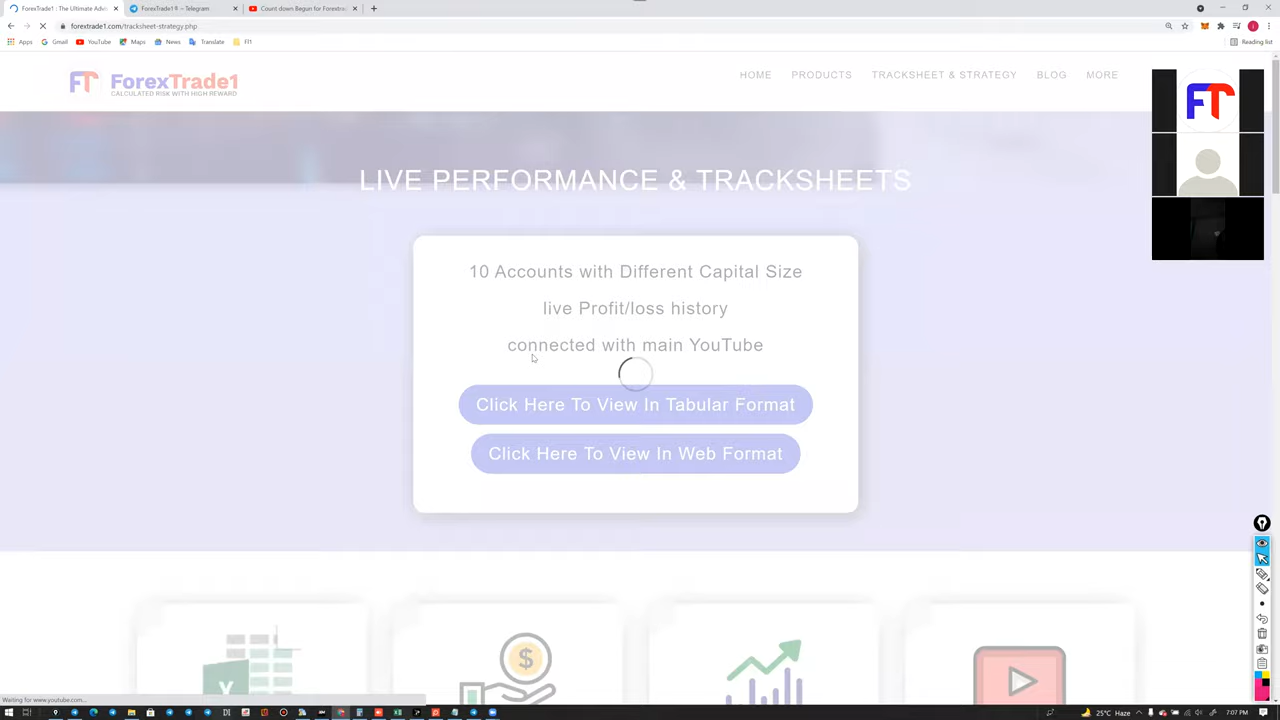 ForexTrade1 : The Ultimate Adv
ForexTrade1 ® – Telegram
Count down Begun for Forextra
forextrade1.com/tracksheet-strategy.php
Apps
Gmail
YouTube
Maps
News
Translate
Reading list
FT ForexTrade1
CALCULATED RISK WITH HIGH REWARD
HOME
PRODUCTS
TRACKSHEET & STRATEGY
BLOG
MORE
FT
LIVE PERFORMANCE & TRACKSHEETS
10 Accounts with Different Capital Size
live Profit/loss history
connected with main YouTube
Click Here To View In Tabular Format
Click Here To View In Web Format
$
Waiting for www.youtube.com...
25°C Haze
7:07 PM